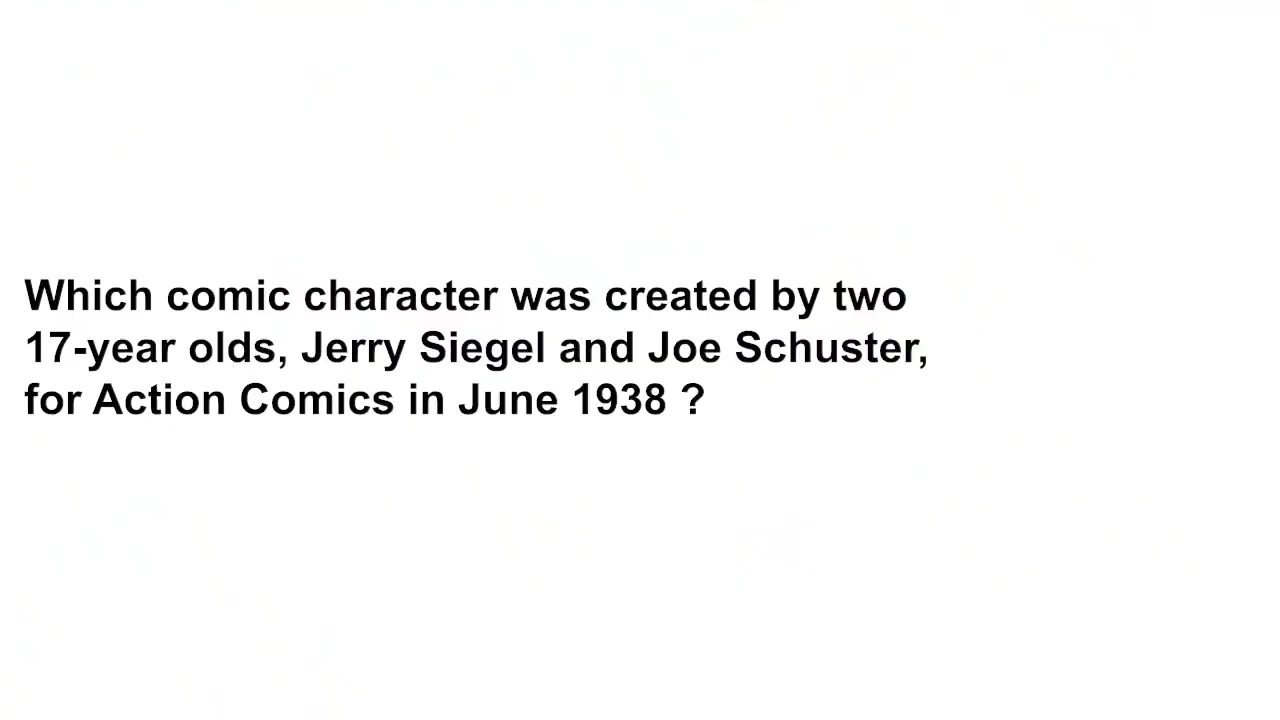 Which comic character was created by two
17-year olds, Jerry Siegel and Joe Schuster,
for Action Comics in June 1938 ?